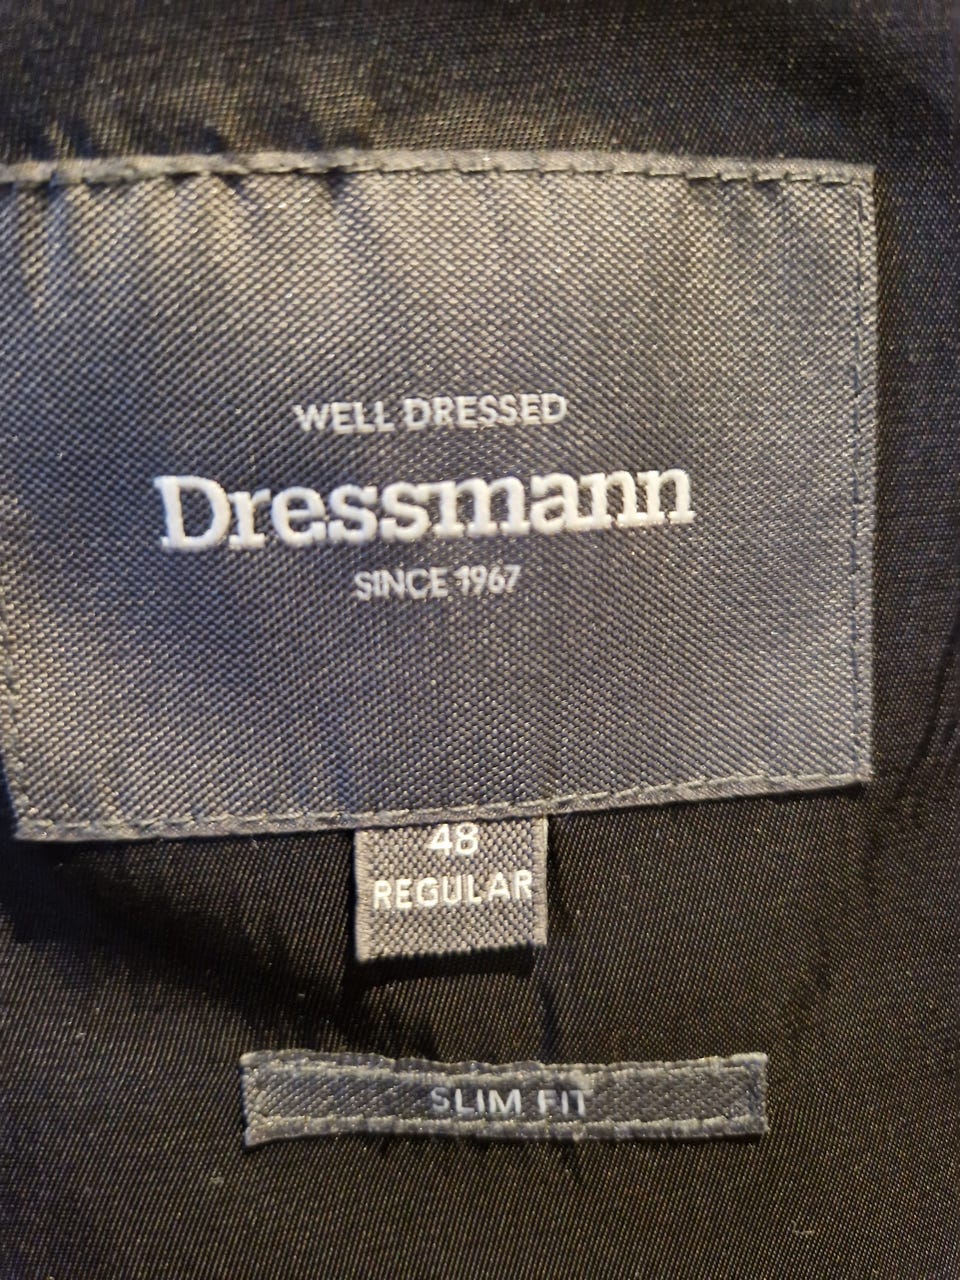 WELL DRESSED
Dressmann
SINCE 1967
48
REGULAR
SLIM FIT